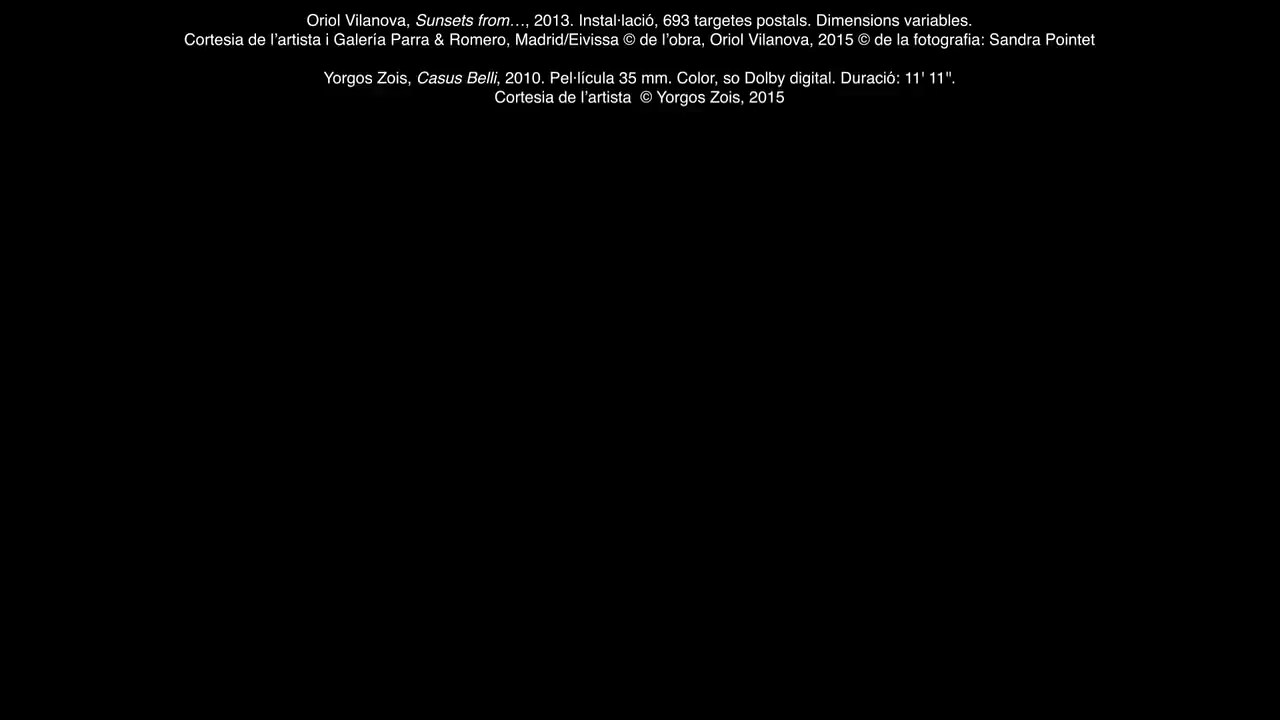 Oriol Vilanova, Sunsets from…, 2013. Instal·lació, 693 targetes postals. Dimensions variables.
Cortesia de l’artista i Galería Parra & Romero, Madrid/Eivissa © de l’obra, Oriol Vilanova, 2015 © de la fotografia: Sandra Pointet
Yorgos Zois, Casus Belli, 2010. Pel·lícula 35 mm. Color, so Dolby digital. Duració: 11' 11".
Cortesia de l’artista  © Yorgos Zois, 2015